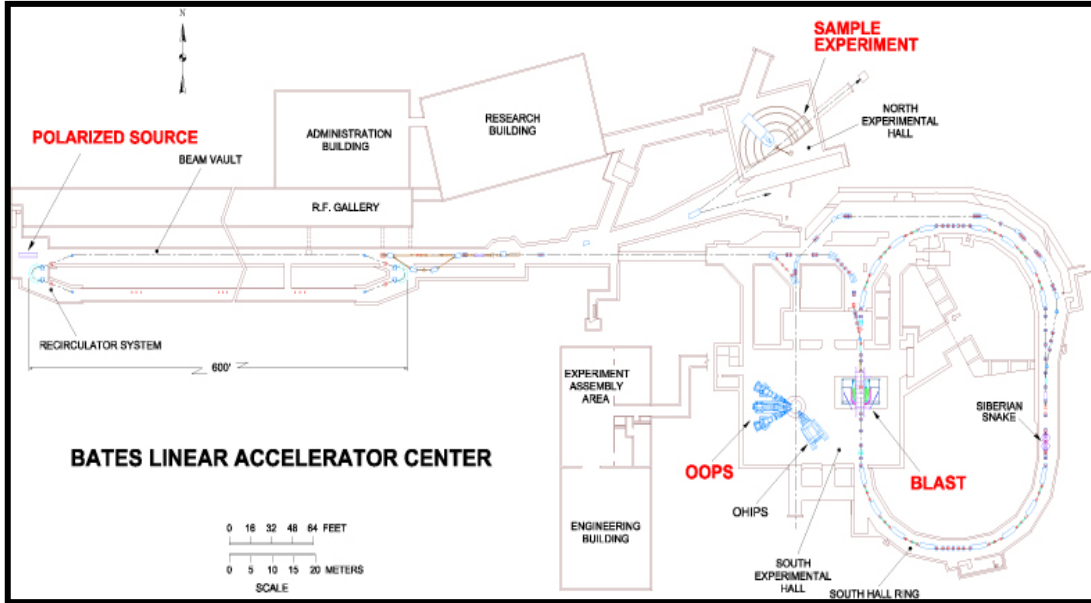 N
SAMPLE
EXPERIMENT
POLARIZED SOURCE
BEAM VAULT
ADMINISTRATION
BUILDING
RESEARCH
BUILDING
NORTH
EXPERIMENTAL
HALL
R.F. GALLERY
RECIRCULATOR SYSTEM
600'
EXPERIMENT
ASSEMBLY
AREA
SIBERIAN
SNAKE
BATES LINEAR ACCELERATOR CENTER
OOPS
BLAST
OHIPS
ENGINEERING
BUILDING
0 16 32 48 64 FEET
0 5 10 15 20 METERS
SCALE
SOUTH
EXPERIMENTAL
HALL
SOUTH HALL RING